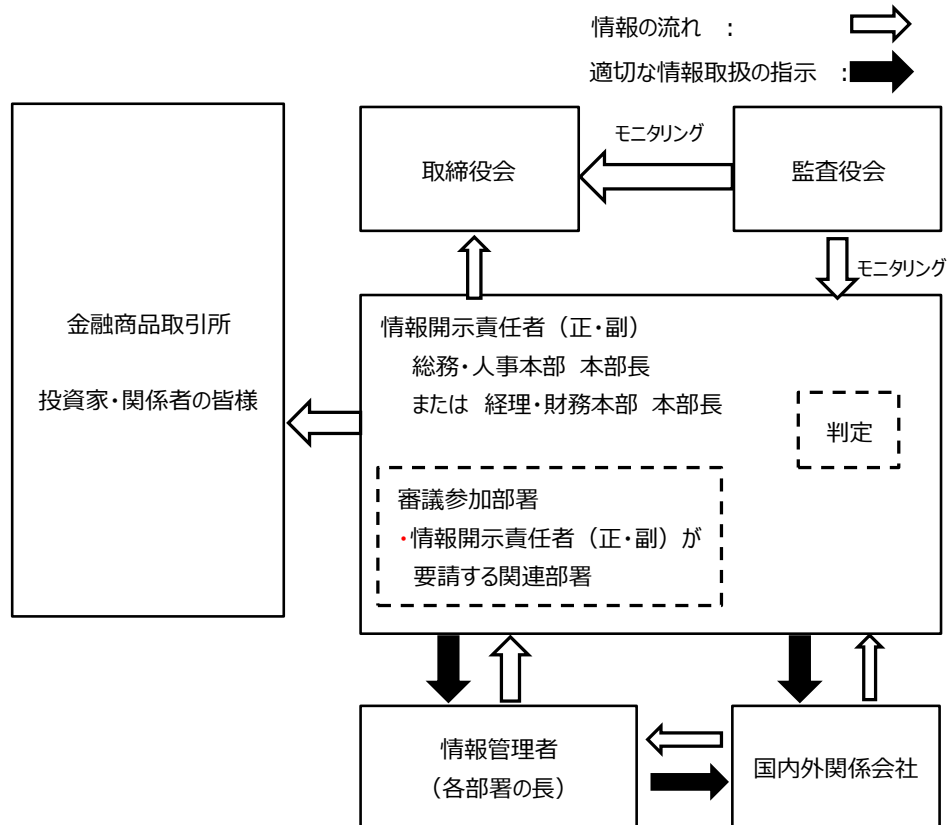 情報の流れ :
適切な情報取扱の指示 :
取締役会
モニタリング
監査役会
モニタリング
金融商品取引所
投資家・関係者の皆様
情報開示責任者（正・副）
総務・人事本部 本部長
または 経理・財務本部 本部長
判定
審議参加部署
・情報開示責任者（正・副）が
要請する関連部署
情報管理者
（各部署の長）
国内外関係会社